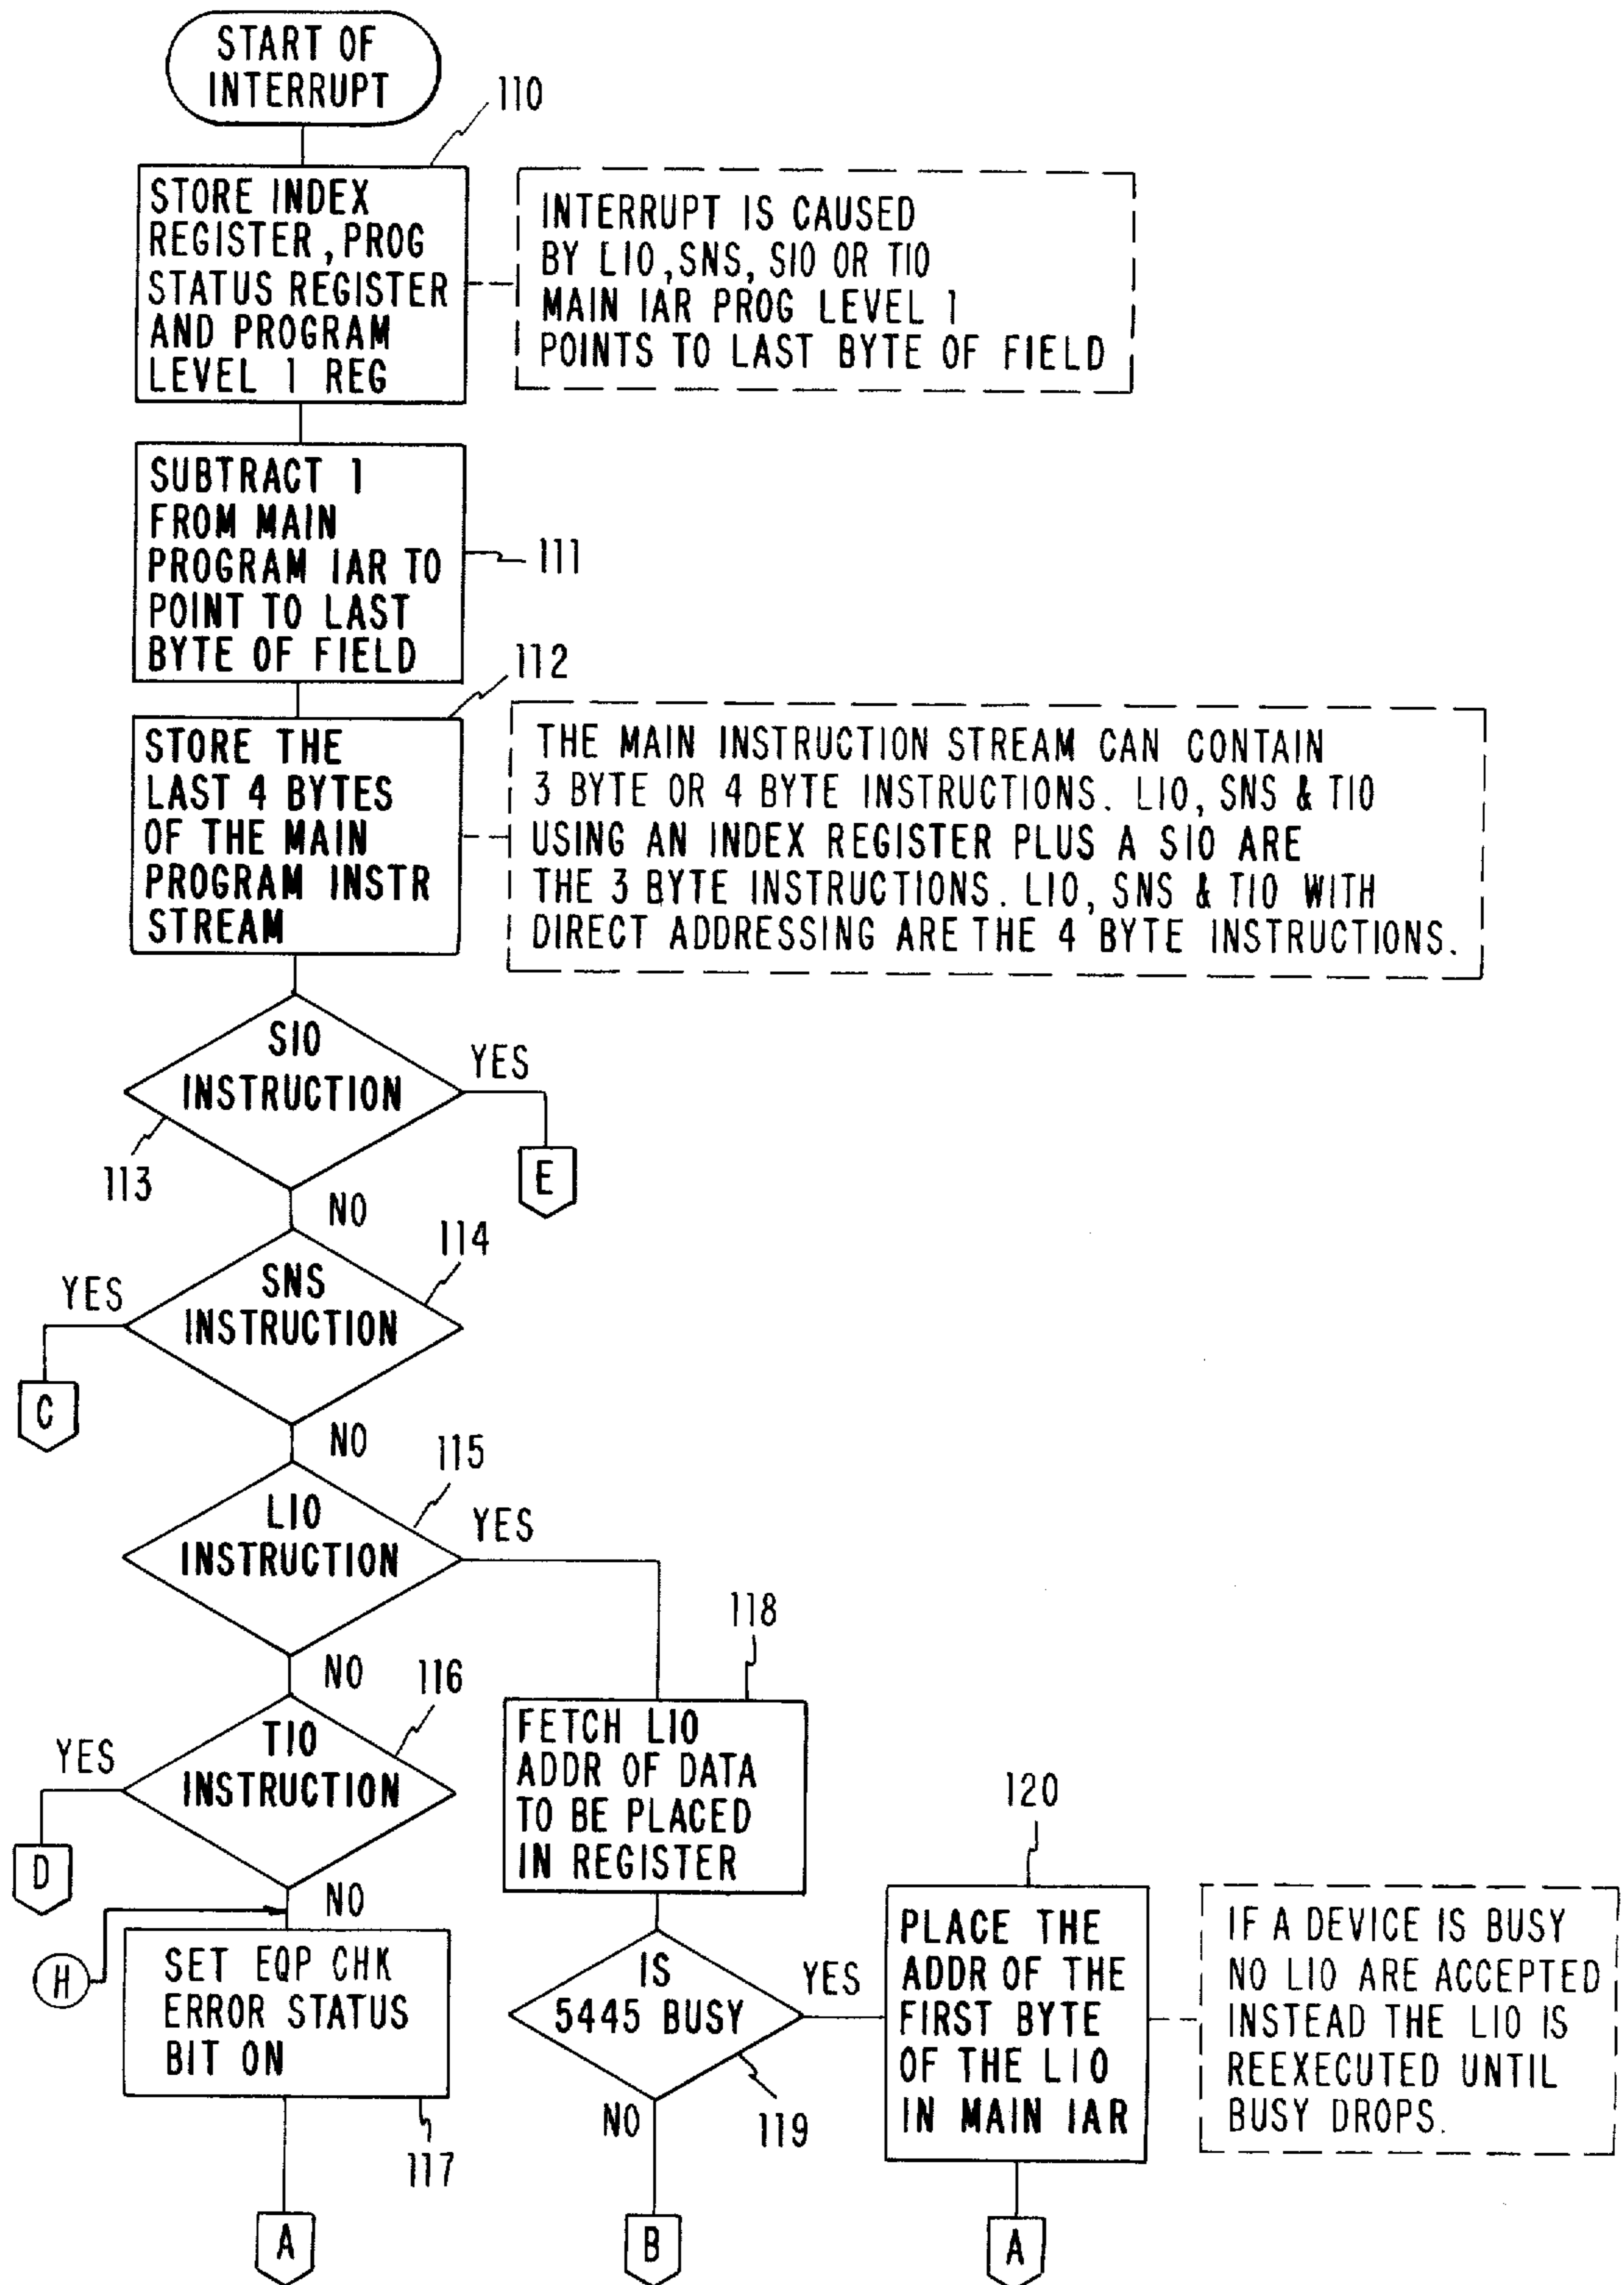 START OF
INTERRUPT
110
STORE INDEX
REGISTER, PROG
STATUS REGISTER
AND PROGRAM
LEVEL 1 REG
INTERRUPT IS CAUSED
BY LIO, SNS, SIO OR TIO
MAIN IAR PROG LEVEL 1
POINTS TO LAST BYTE OF FIELD
SUBTRACT 1
FROM MAIN
PROGRAM IAR TO
POINT TO LAST
BYTE OF FIELD
111
112
STORE THE
LAST 4 BYTES
OF THE MAIN
PROGRAM INSTR
STREAM
THE MAIN INSTRUCTION STREAM CAN CONTAIN
3 BYTE OR 4 BYTE INSTRUCTIONS. LIO, SNS & TIO
USING AN INDEX REGISTER PLUS A SIO ARE
THE 3 BYTE INSTRUCTIONS. LIO, SNS & TIO WITH
DIRECT ADDRESSING ARE THE 4 BYTE INSTRUCTIONS.
SIO
INSTRUCTION
YES
113
E
NO
114
SNS
INSTRUCTION
YES
C
NO
115
LIO
INSTRUCTION
YES
118
NO
116
TIO
INSTRUCTION
YES
D
NO
H
SET EQP CHK
ERROR STATUS
BIT ON
117
A
FETCH LIO
ADDR OF DATA
TO BE PLACED
IN REGISTER
IS
5445 BUSY
YES
119
NO
B
120
PLACE THE
ADDR OF THE
FIRST BYTE
OF THE LIO
IN MAIN IAR
A
IF A DEVICE IS BUSY
NO LIO ARE ACCEPTED
INSTEAD THE LIO IS
REEXECUTED UNTIL
BUSY DROPS.